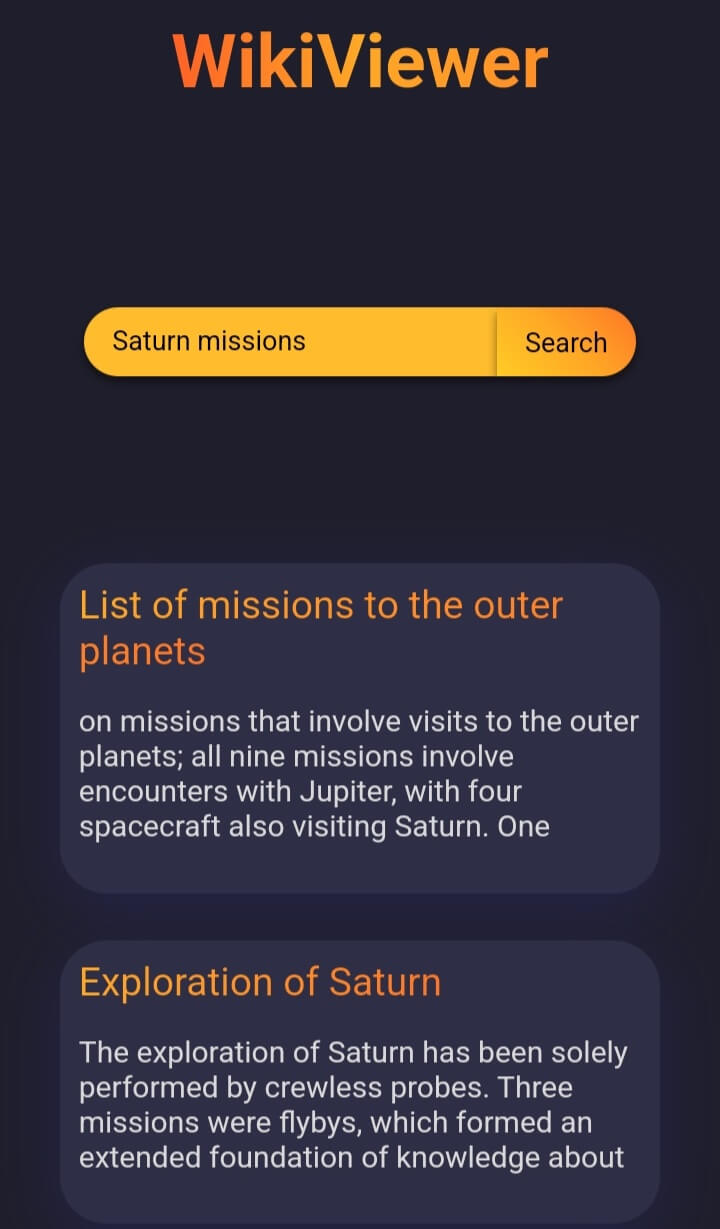 WikiViewer
Saturn missions
Search
List of missions to the outer
planets
on missions that involve visits to the outer
planets; all nine missions involve
encounters with Jupiter, with four
spacecraft also visiting Saturn. One
Exploration of Saturn
The exploration of Saturn has been solely
performed by crewless probes. Three
missions were flybys, which formed an
extended foundation of knowledge about